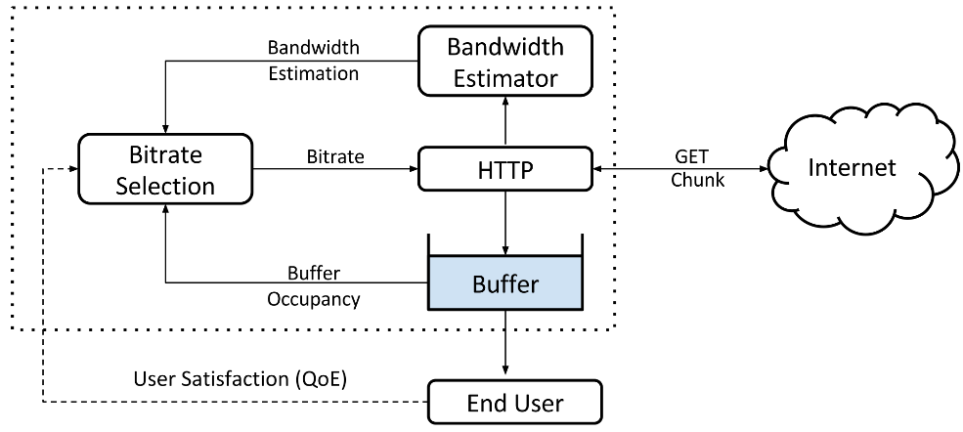 Bandwidth
Estimation
Bandwidth
Estimator
Bitrate
Selection
Bitrate
HTTP
GET
Chunk
Internet
Buffer
Occupancy
Buffer
User Satisfaction (QoE)
End User